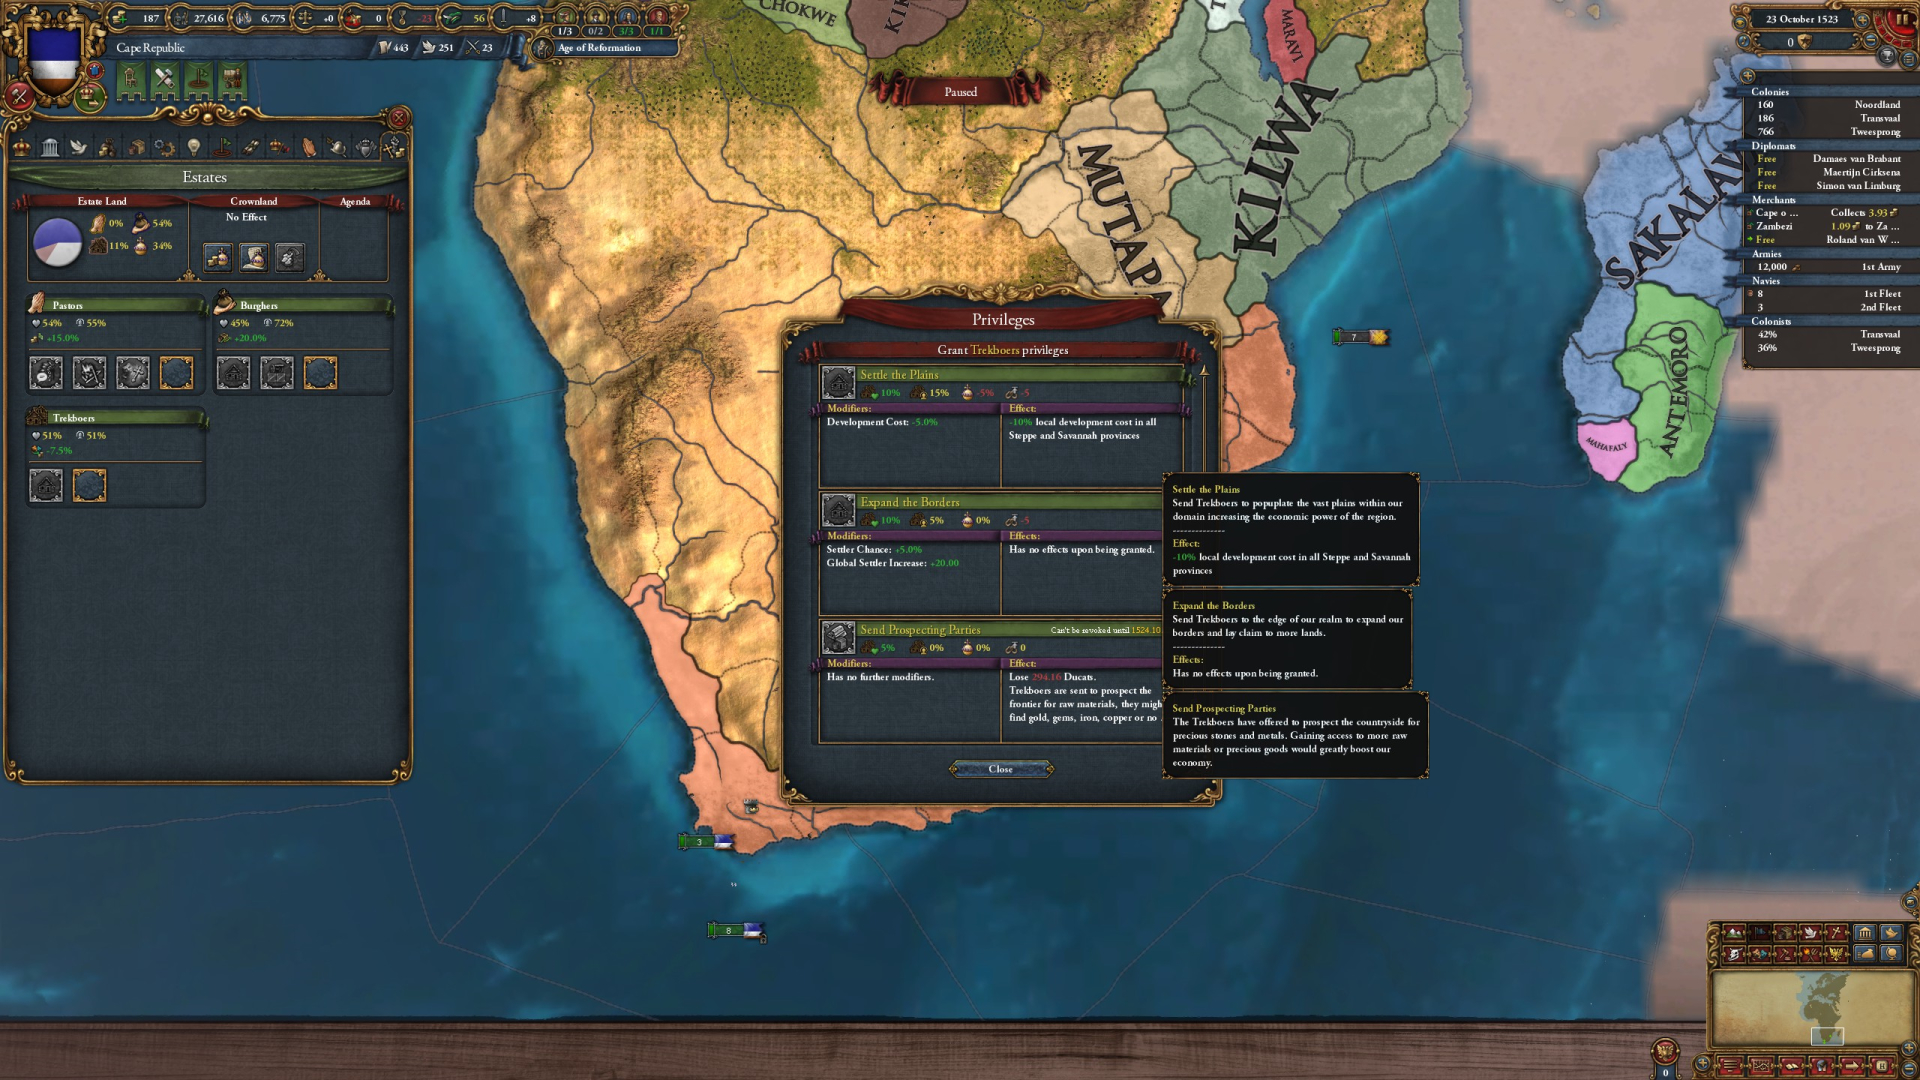 187
27,616
6,775
+0
0
-23
56
+8
1/3
0/2
3/3
1/1
Cape Republic
443
251
23
Age of Reformation
23 October 1523
0
Paused
CHOKWE
MARAVI
MUTAPA
KILWA
SAKALAV
ANTEMORO
MAHAFALY
Estates
Estate Land
Crownland
Agenda
0%
54%
11%
34%
No Effect
Pastors
54%
55%
+15.0%
Burghers
45%
72%
+20.0%
Trekboers
51%
51%
-7.5%
Privileges
Grant Trekboers privileges
Settle the Plains
10%
15%
-5%
-5
Modifiers:
Development Cost: -5.0%
Effect:
-10% local development cost in all
Steppe and Savannah provinces
Expand the Borders
10%
5%
0%
-5
Modifiers:
Settler Chance: +5.0%
Global Settler Increase: +20.00
Effects:
Has no effects upon being granted.
Send Prospecting Parties
Can't be revoked until 1524.10
5%
0%
0%
0
Modifiers:
Has no further modifiers.
Effect:
Lose 294.16 Ducats.
Trekboers are sent to prospect the
frontier for raw materials, they migh
find gold, gems, iron, copper or no
Close
Settle the Plains
Send Trekboers to popuplate the vast plains within our
domain increasing the economic power of the region.
--------------
Effect:
-10% local development cost in all Steppe and Savannah
provinces
Expand the Borders
Send Trekboers to the edge of our realm to expand our
borders and lay claim to more lands.
--------------
Effects:
Has no effects upon being granted.
Send Prospecting Parties
The Trekboers have offered to prospect the countryside for
precious stones and metals. Gaining access to more raw
materials or precious goods would greatly boost our
economy.
7
3
8
Colonies
160 Noordland
186 Transvaal
766 Tweesprong
Diplomats
Free Damaes van Brabant
Free Maertijn Cirksena
Free Simon van Limburg
Merchants
Cape o ... Collects 3.93
Zambezi 1.09 to Za ...
Free Roland van W ...
Armies
12,000 1st Army
Navies
8 1st Fleet
3 2nd Fleet
Colonists
42% Transvaal
36% Tweesprong
0